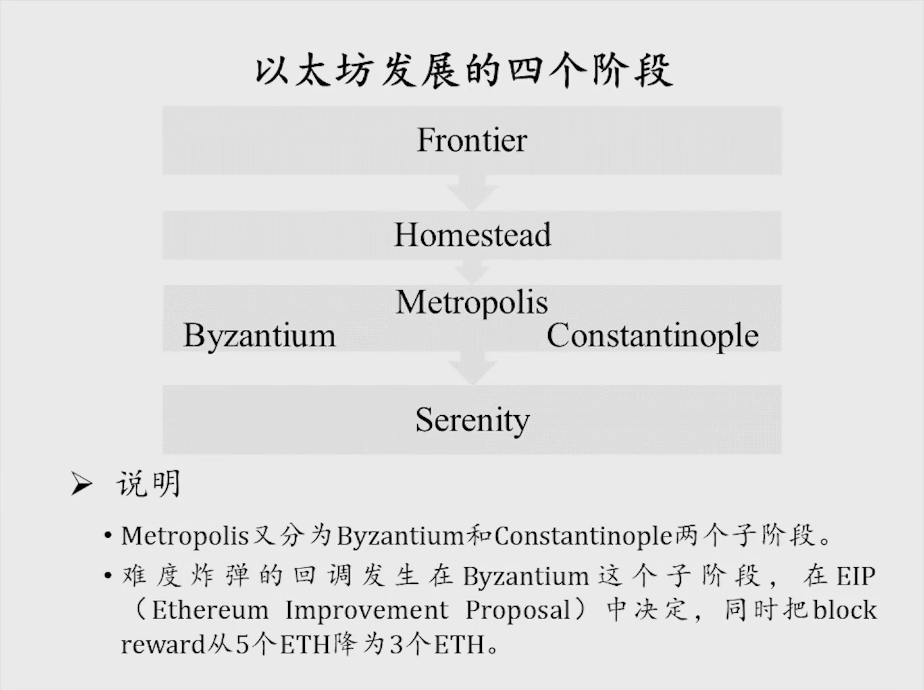 以太坊发展的四个阶段
Frontier
Homestead
Metropolis
Byzantium Constantinople
Serenity
➢ 说明
• Metropolis又分为Byzantium和Constantinople两个子阶段。
• 难度炸弹的回调发生在Byzantium这个子阶段，在EIP
（Ethereum Improvement Proposal）中决定，同时把block
reward从5个ETH降为3个ETH。